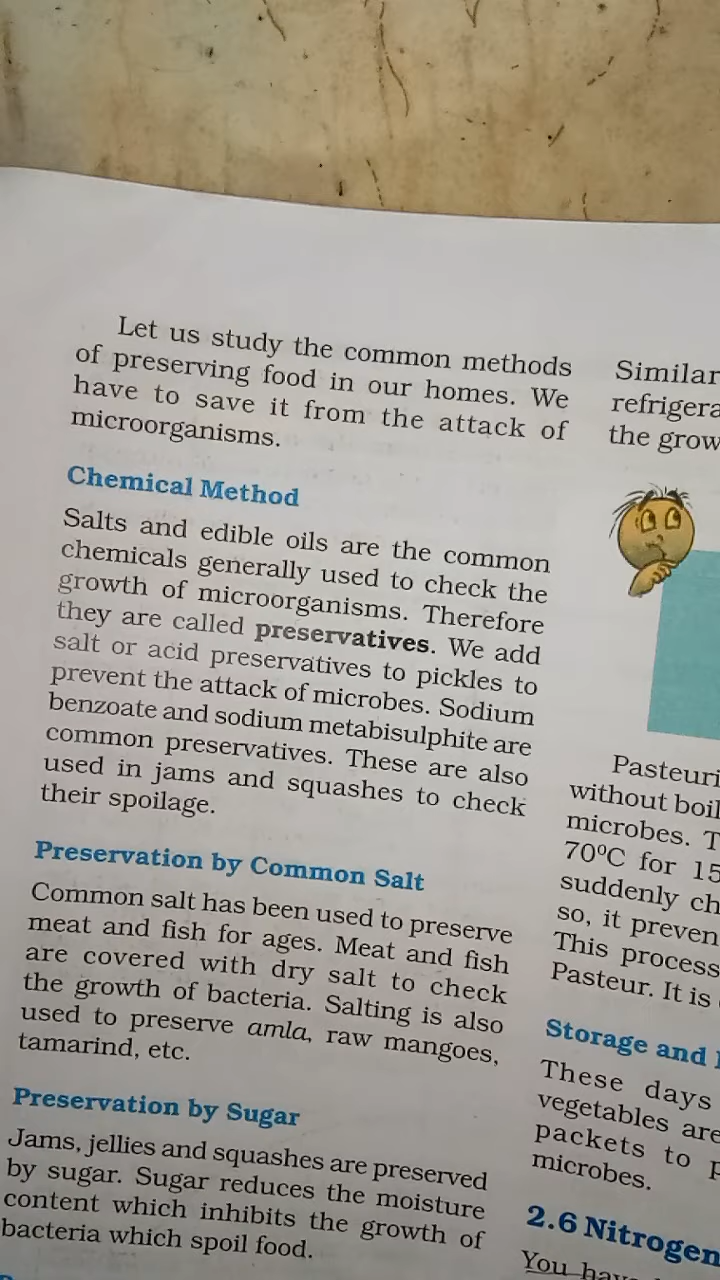 Let us study the common methods
of preserving food in our homes. We
have to save it from the attack of
microorganisms.
Chemical Method
Salts and edible oils are the common
chemicals generally used to check the
growth of microorganisms. Therefore
they are called preservatives. We add
salt or acid preservatives to pickles to
prevent the attack of microbes. Sodium
benzoate and sodium metabisulphite are
common preservatives. These are also
used in jams and squashes to check
their spoilage.
Preservation by Common Salt
Common salt has been used to preserve
meat and fish for ages. Meat and fish
are covered with dry salt to check
the growth of bacteria. Salting is also
used to preserve amla, raw mangoes,
tamarind, etc.
Preservation by Sugar
Jams, jellies and squashes are preserved
by sugar. Sugar reduces the moisture
content which inhibits the growth of
bacteria which spoil food.
Similar
the
without
microbes.
70ºC for 15
suddenly
so, it
This process
Pasteur. It is
Storage and
These days
vegetables are
packets to
microbes.
2.6 Nitrogen
You